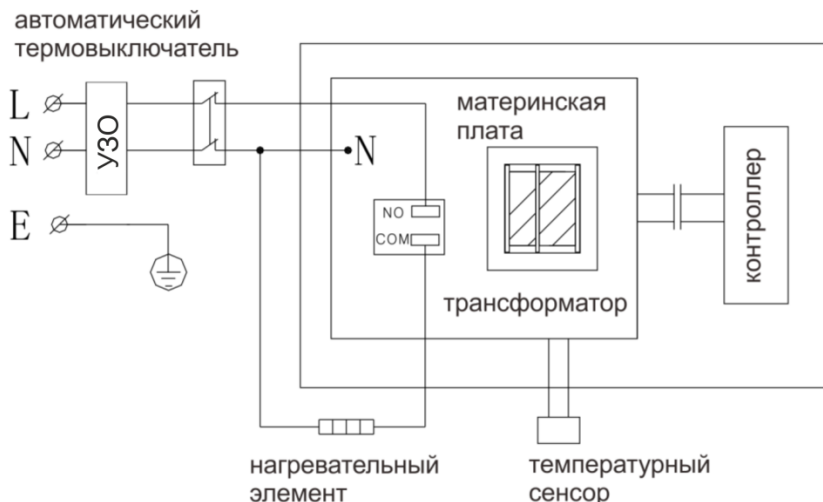 автоматический
термовыключатель
L
N
E
УЗО
N
NO
COM
материнская
плата
трансформатор
контроллер
нагревательный
элемент
температурный
сенсор